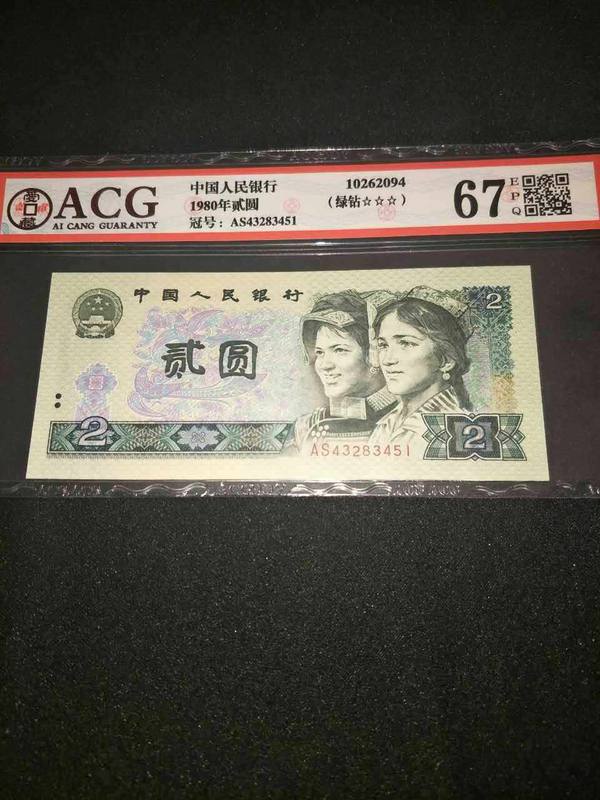 ACG
AI CANG GUARANTY
中国人民银行
1980年贰圆
冠号：AS43283451
10262094
（绿钻☆☆☆）
67
EPQ
中国人民银行
贰圆
2
2
AS43283451
2